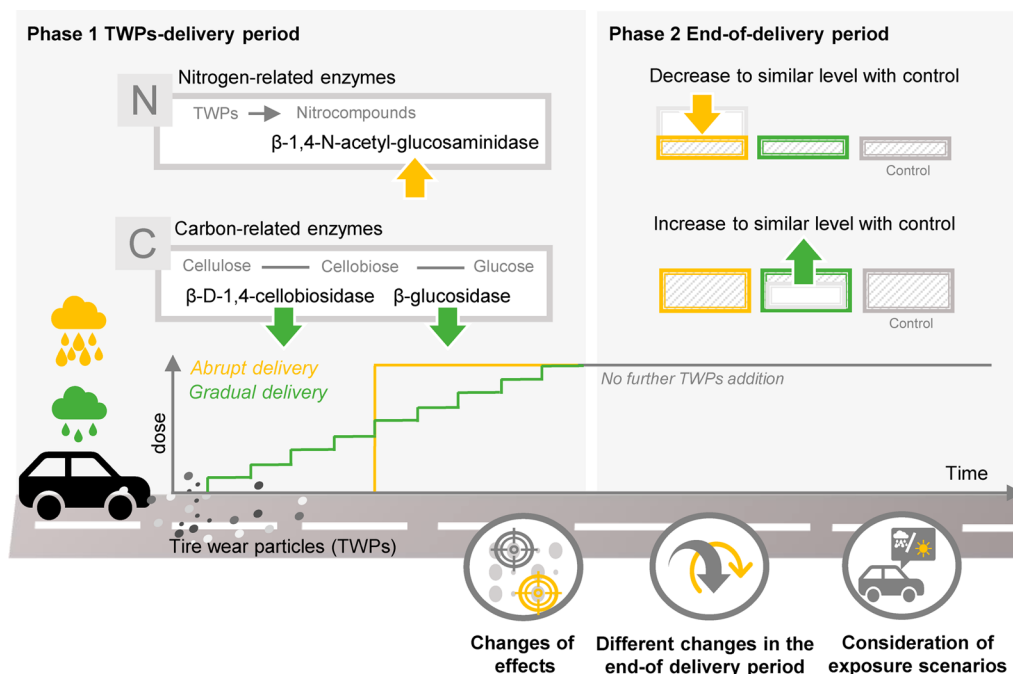 Phase 1 TWPs-delivery period
N
Nitrogen-related enzymes
TWPs
Nitrocompounds
β-1,4-N-acetyl-glucosaminidase
C
Carbon-related enzymes
Cellulose
Cellobiose
Glucose
β-D-1,4-cellobiosidase
β-glucosidase
Phase 2 End-of-delivery period
Decrease to similar level with control
Control
Increase to similar level with control
Control
Abrupt delivery
Gradual delivery
dose
No further TWPs addition
Time
Tire wear particles (TWPs)
Changes of
effects
Different changes in the
end-of delivery period
Consideration of
exposure scenarios